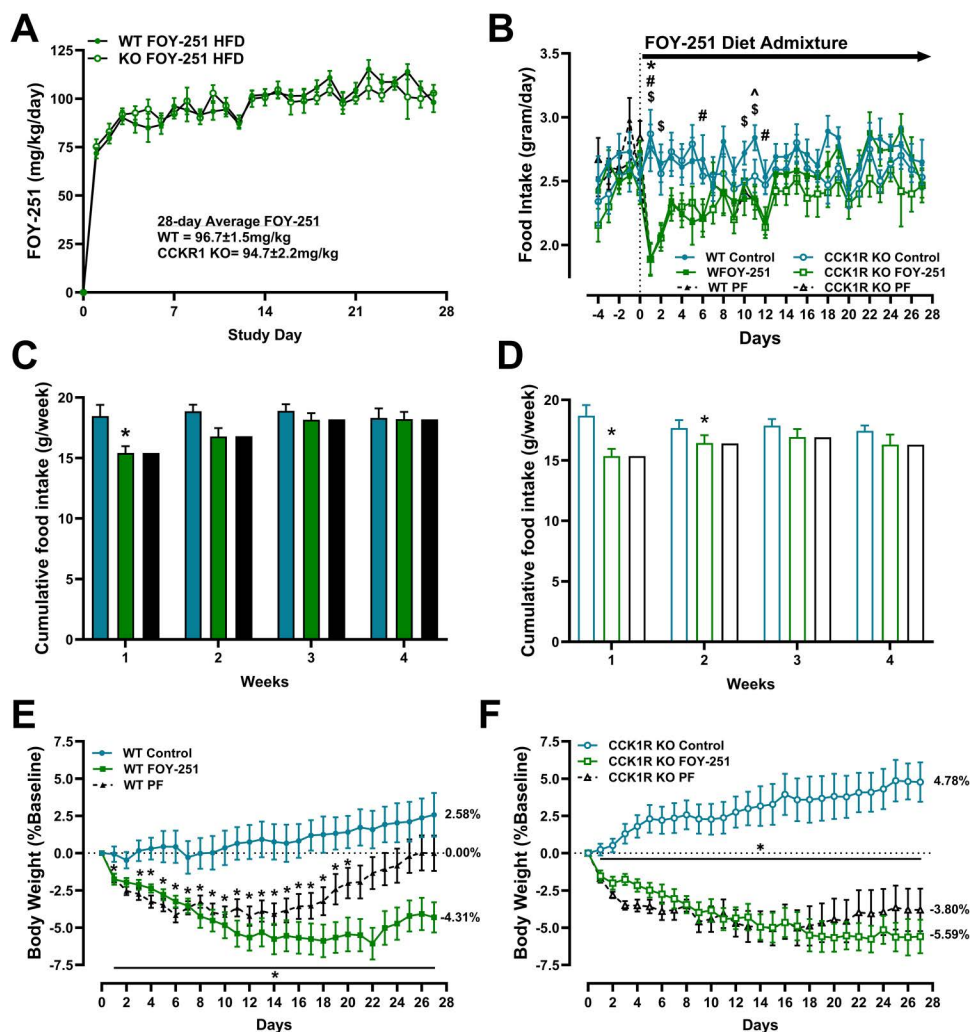 A
WT FOY-251 HFD
KO FOY-251 HFD
FOY-251 (mg/kg/day)
125
100
75
50
25
0
28-day Average FOY-251
WT = 96.7±1.5mg/kg
CCKR1 KO= 94.7±2.2mg/kg
0 7 14 21 28
Study Day
B
FOY-251 Diet Admixture
Food Intake (gram/day)
3.5
3.0
2.5
2.0
*
#
$
$
#
$
^
$
#
WT Control
CCK1R KO Control
WFOY-251
CCK1R KO FOY-251
WT PF
CCK1R KO PF
-4 -2 0 2 4 6 8 10 12 14 16 18 20 22 24 26 28
Days
C
Cumulative food intake (g/week)
20
15
10
5
0
*
1 2 3 4
Weeks
D
Cumulative food intake (g/week)
20
15
10
5
0
* *
1 2 3 4
Weeks
E
Body Weight (%Baseline)
7.5
5.0
2.5
0.0
-2.5
-5.0
-7.5
WT Control
WT FOY-251
WT PF
2.58%
-0.00%
-4.31%
* * * * * * * * * * * * * * * * * * *
*
0 2 4 6 8 10 12 14 16 18 20 22 24 26 28
Days
F
Body Weight (%Baseline)
7.5
5.0
2.5
0.0
-2.5
-5.0
-7.5
CCK1R KO Control
CCK1R KO FOY-251
CCK1R KO PF
4.78%
*
-3.80%
-5.59%
0 2 4 6 8 10 12 14 16 18 20 22 24 26 28
Days